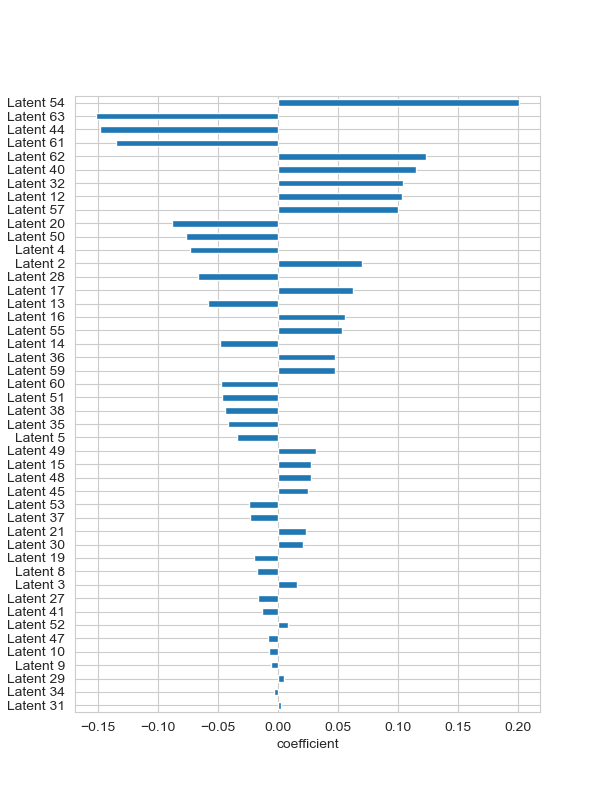 Latent 54
Latent 63
Latent 44
Latent 61
Latent 62
Latent 40
Latent 32
Latent 12
Latent 57
Latent 20
Latent 50
Latent 4
Latent 2
Latent 28
Latent 17
Latent 13
Latent 16
Latent 55
Latent 14
Latent 36
Latent 59
Latent 60
Latent 51
Latent 38
Latent 35
Latent 5
Latent 49
Latent 15
Latent 48
Latent 45
Latent 53
Latent 37
Latent 21
Latent 30
Latent 19
Latent 8
Latent 3
Latent 27
Latent 41
Latent 52
Latent 47
Latent 10
Latent 9
Latent 29
Latent 34
Latent 31
−0.15 −0.10 −0.05 0.00 0.05 0.10 0.15 0.20
coefficient